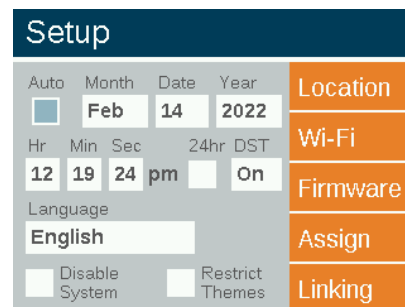 Setup
Auto Month Date Year
Feb 14 2022
Hr Min Sec 24hr DST
12 19 24 pm On
Language
English
Disable System
Restrict Themes
Location
Wi-Fi
Firmware
Assign
Linking